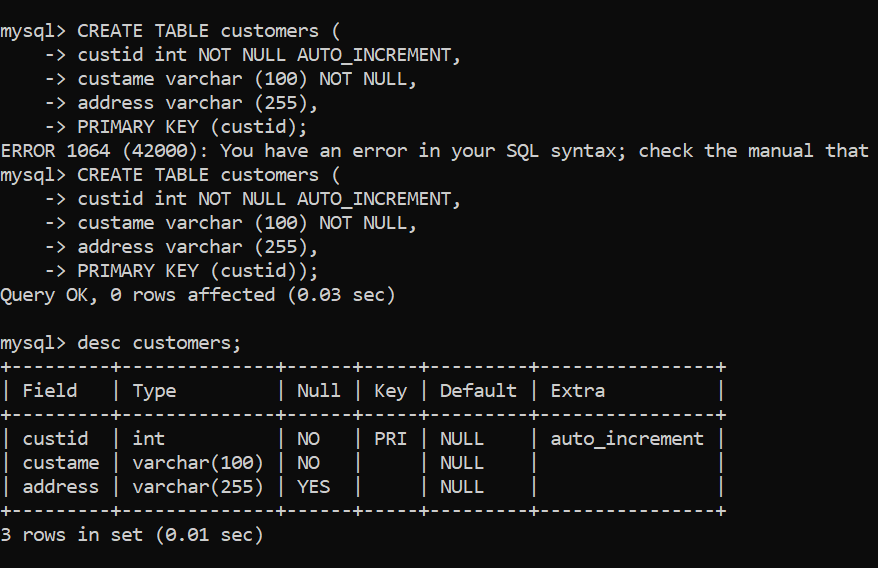 mysql> CREATE TABLE customers (
    -> custid int NOT NULL AUTO_INCREMENT,
    -> custame varchar (100) NOT NULL,
    -> address varchar (255),
    -> PRIMARY KEY (custid);
ERROR 1064 (42000): You have an error in your SQL syntax; check the manual that
mysql> CREATE TABLE customers (
    -> custid int NOT NULL AUTO_INCREMENT,
    -> custame varchar (100) NOT NULL,
    -> address varchar (255),
    -> PRIMARY KEY (custid));
Query OK, 0 rows affected (0.03 sec)

mysql> desc customers;
+---------+--------------+------+-----+---------+----------------+
| Field   | Type         | Null | Key | Default | Extra          |
+---------+--------------+------+-----+---------+----------------+
| custid  | int          | NO   | PRI | NULL    | auto_increment |
| custame | varchar(100) | NO   |     | NULL    |                |
| address | varchar(255) | YES  |     | NULL    |                |
+---------+--------------+------+-----+---------+----------------+
3 rows in set (0.01 sec)